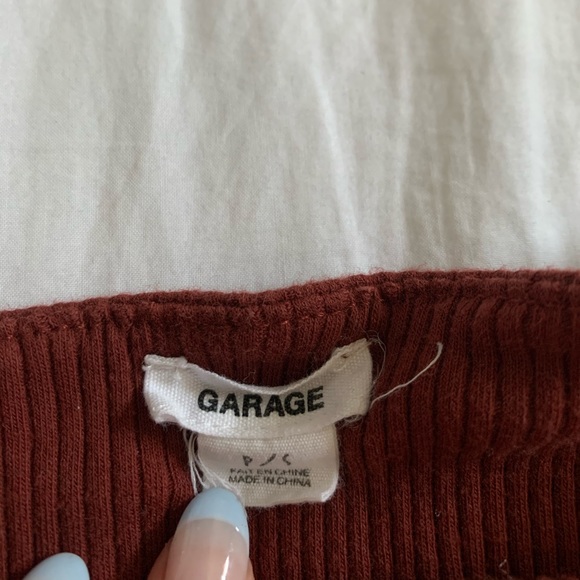 GARAGE
P/S
FAIT EN CHINE
MADE IN CHINA